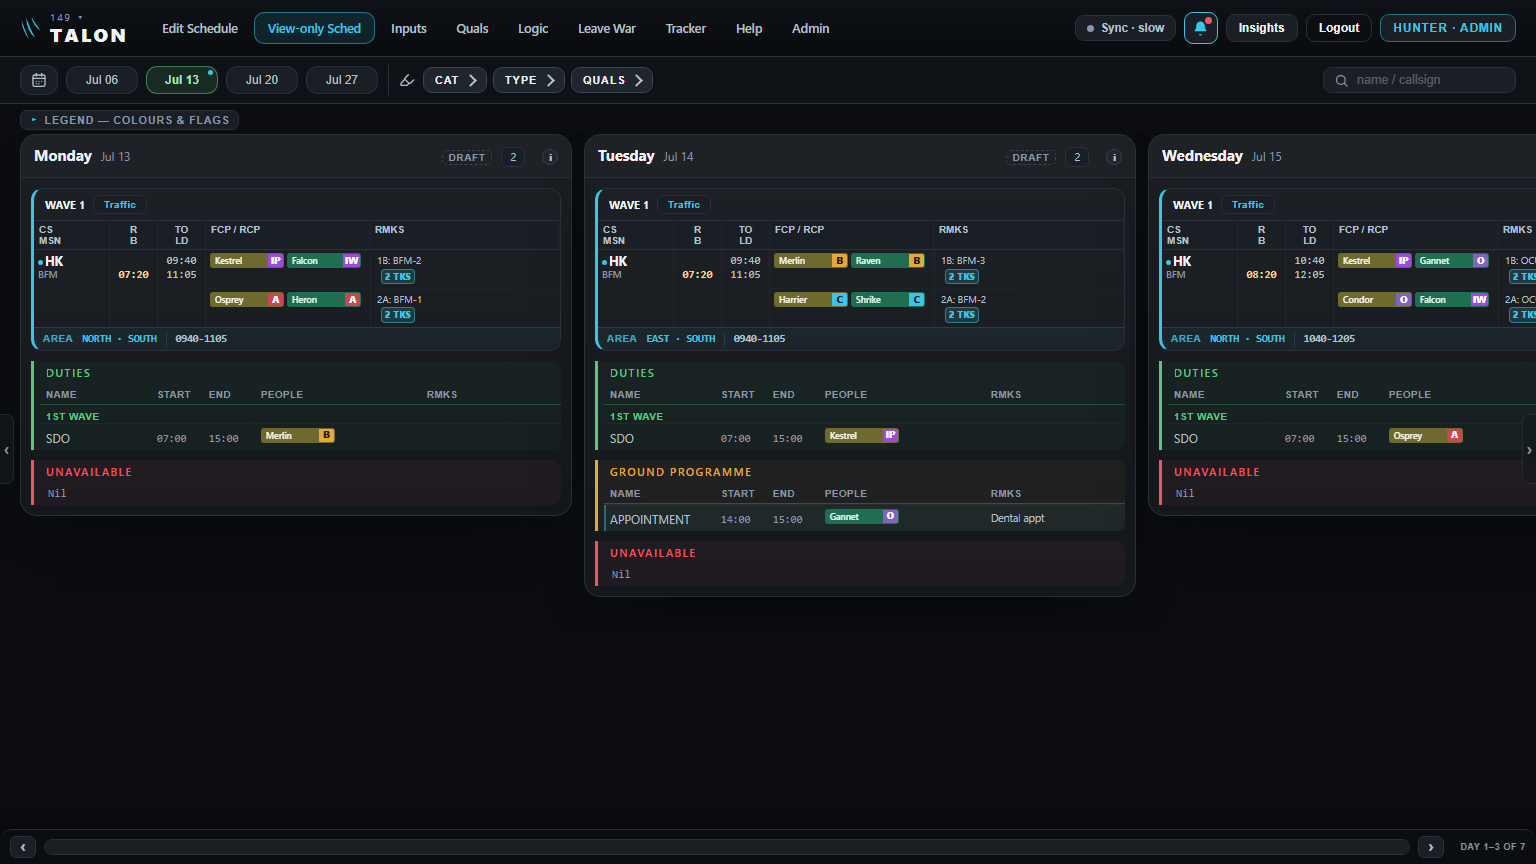 149 ▾
TALON
Edit Schedule
View-only Sched
Inputs
Quals
Logic
Leave War
Tracker
Help
Admin
Sync · slow
Insights
Logout
HUNTER · ADMIN
Jul 06
Jul 13
Jul 20
Jul 27
CAT
TYPE
QUALS
name / callsign
LEGEND — COLOURS & FLAGS
Monday Jul 13
DRAFT 2 i
WAVE 1 Traffic
CS R TO FCP / RCP RMKS
MSN B LD
HK 09:40 Kestrel IP Falcon IW 1B: BFM-2
BFM 07:20 11:05 2 TKS
Osprey A Heron A 2A: BFM-1
2 TKS
AREA NORTH · SOUTH 0940-1105
DUTIES
NAME START END PEOPLE RMKS
1ST WAVE
SDO 07:00 15:00 Merlin B
UNAVAILABLE
Nil
Tuesday Jul 14
DRAFT 2 i
WAVE 1 Traffic
CS R TO FCP / RCP RMKS
MSN B LD
HK 09:40 Merlin B Raven B 1B: BFM-3
BFM 07:20 11:05 2 TKS
Harrier C Shrike C 2A: BFM-2
2 TKS
AREA EAST · SOUTH 0940-1105
DUTIES
NAME START END PEOPLE RMKS
1ST WAVE
SDO 07:00 15:00 Kestrel IP
GROUND PROGRAMME
NAME START END PEOPLE RMKS
APPOINTMENT 14:00 15:00 Gannet O Dental appt
UNAVAILABLE
Nil
Wednesday Jul 15
WAVE 1 Traffic
CS R TO FCP / RCP RMKS
MSN B LD
HK 10:40 Kestrel IP Gannet O 1B: OCU
BFM 08:20 12:05 2 TKS
Condor O Falcon IW 2A: OCU
2 TKS
AREA NORTH · SOUTH 1040-1205
DUTIES
NAME START END PEOPLE
1ST WAVE
SDO 07:00 15:00 Osprey A
UNAVAILABLE
Nil
DAY 1–3 OF 7